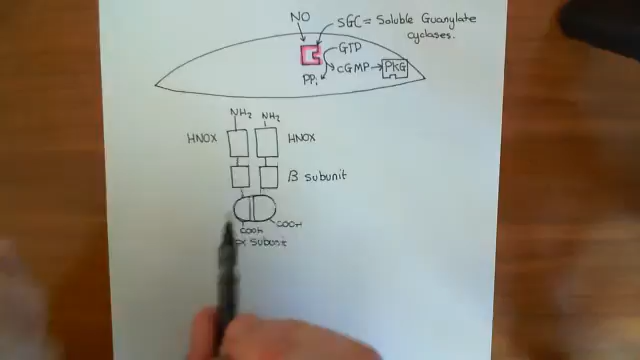 NO
sGC = Soluble Guanylate
cyclases.
GTP
cGMP → PKG
PPi
NH₂ NH₂
HNOX HNOX
β subunit
COOH COOH
α subunit